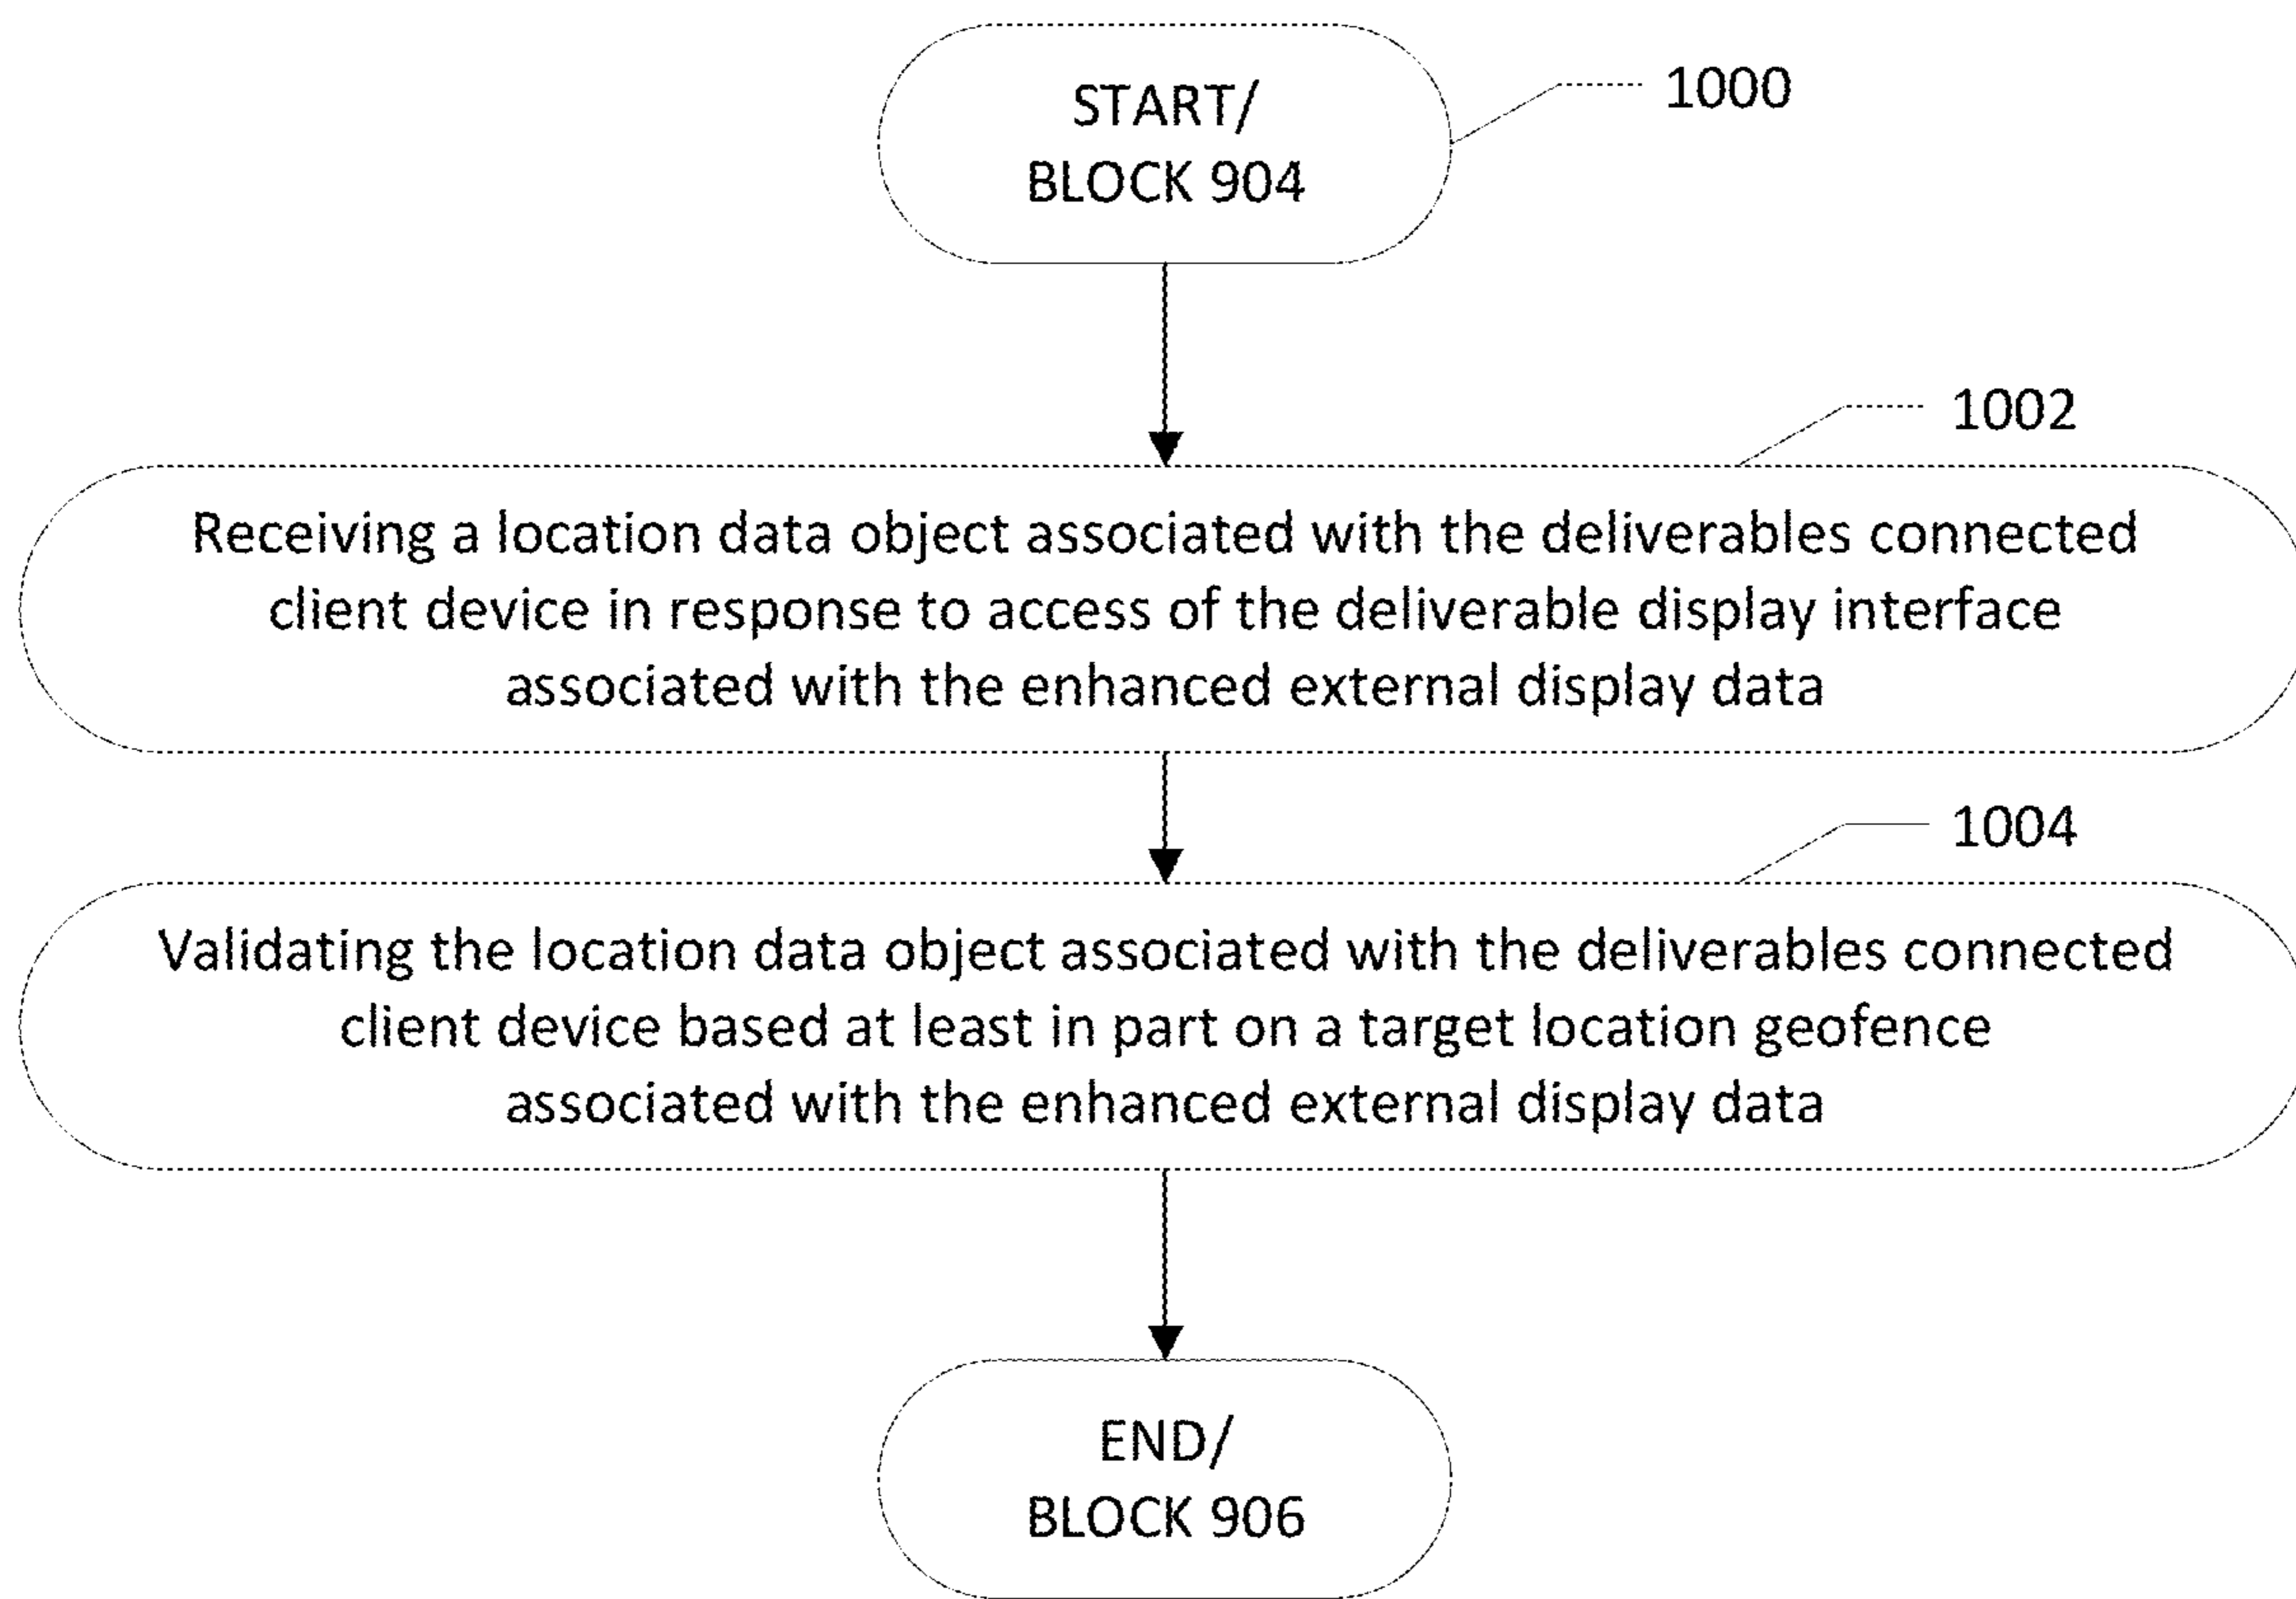 START/
BLOCK 904
1000
1002
Receiving a location data object associated with the deliverables connected
client device in response to access of the deliverable display interface
associated with the enhanced external display data
1004
Validating the location data object associated with the deliverables connected
client device based at least in part on a target location geofence
associated with the enhanced external display data
END/
BLOCK 906